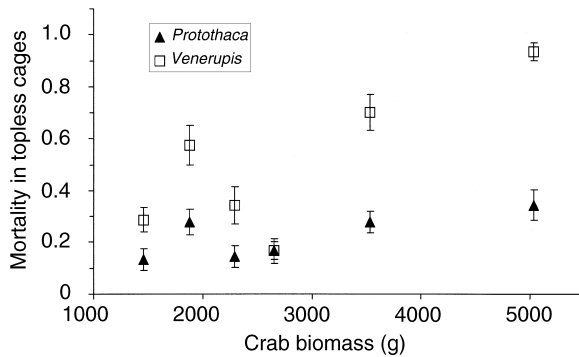 Protothaca
Venerupis
Mortality in topless cages
1.0
0.8
0.6
0.4
0.2
0
1000 2000 3000 4000 5000
Crab biomass (g)